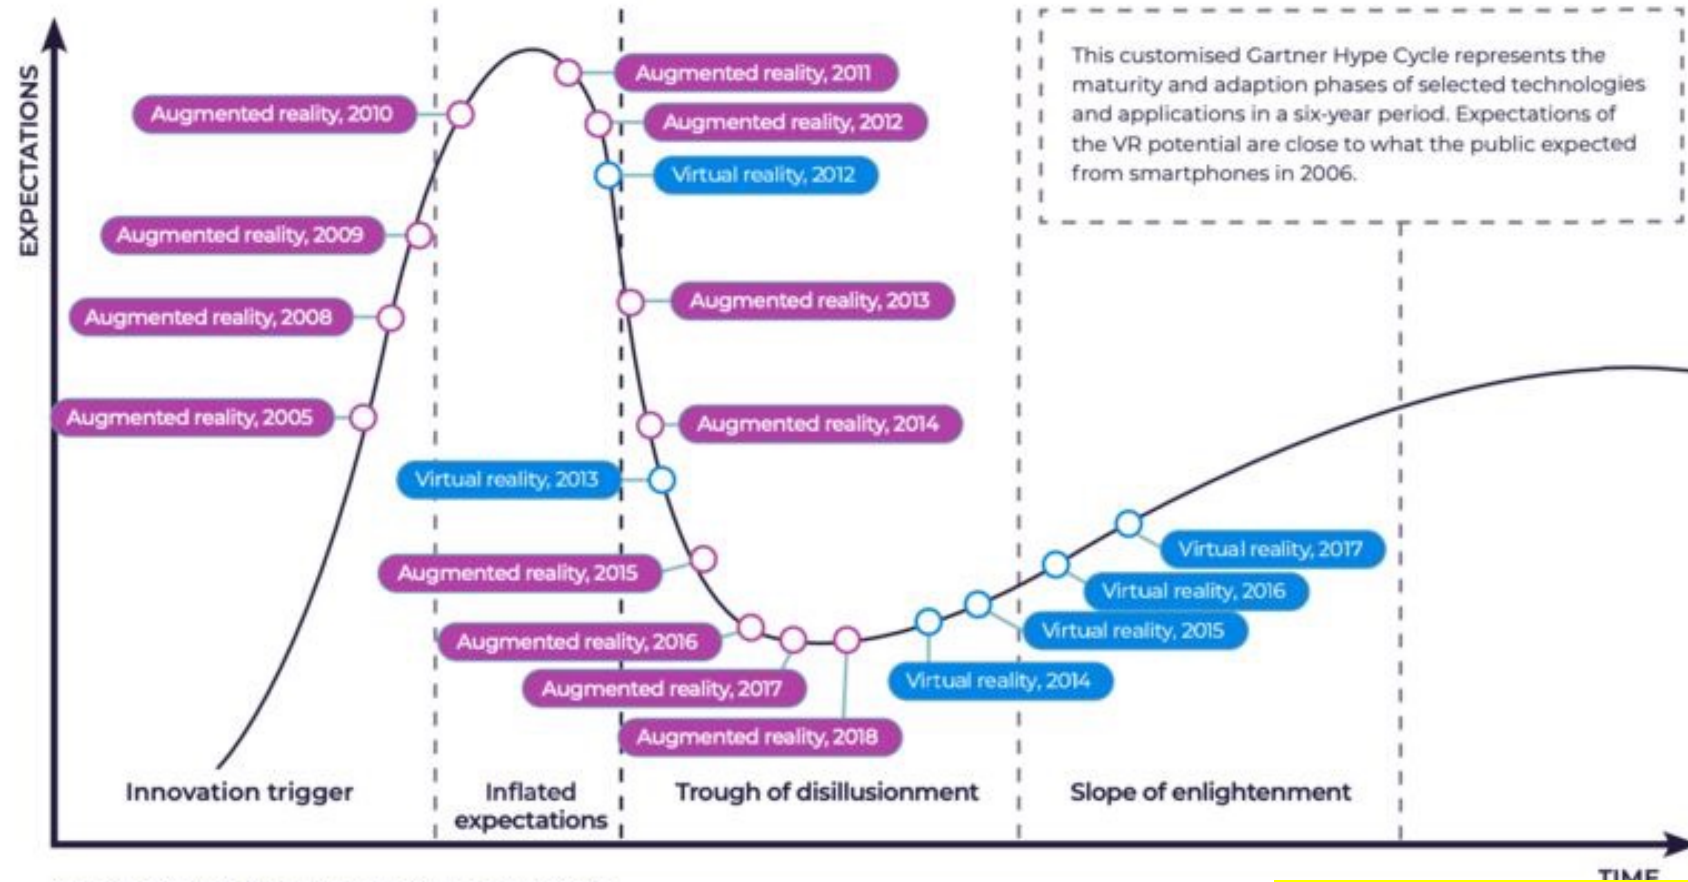 EXPECTATIONS
Augmented reality, 2011
Augmented reality, 2010
Augmented reality, 2012
Virtual reality, 2012
This customised Gartner Hype Cycle represents the
maturity and adaption phases of selected technologies
and applications in a six-year period. Expectations of
the VR potential are close to what the public expected
from smartphones in 2006.
Augmented reality, 2009
Augmented reality, 2013
Augmented reality, 2008
Augmented reality, 2005
Augmented reality, 2014
Virtual reality, 2013
Virtual reality, 2017
Augmented reality, 2015
Virtual reality, 2016
Virtual reality, 2015
Augmented reality, 2016
Virtual reality, 2014
Augmented reality, 2017
Augmented reality, 2018
Innovation trigger
Inflated
expectations
Trough of disillusionment
Slope of enlightenment
TIME